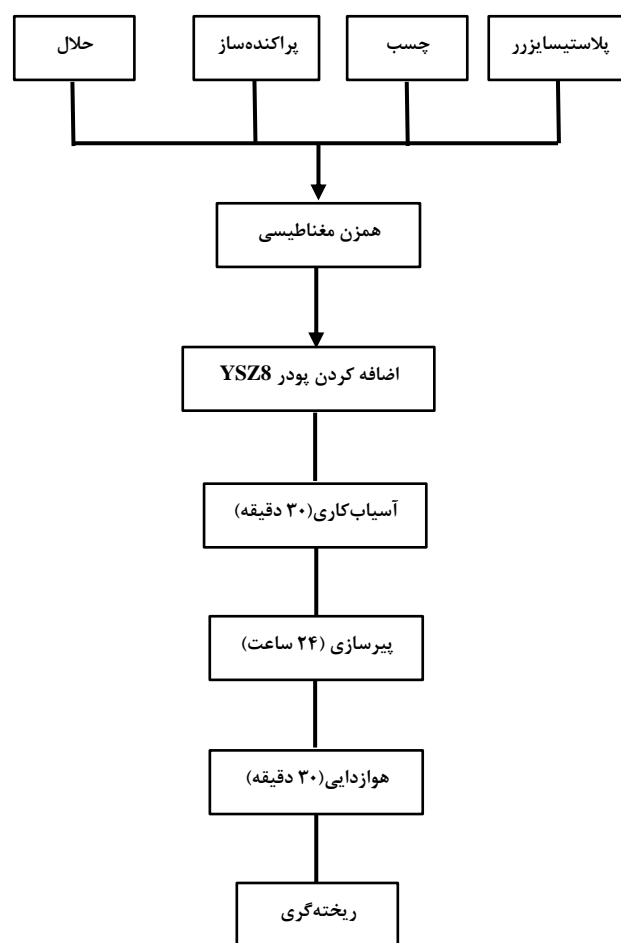 پلاستیسایزرر
چسب
پراکنده‌ساز
حلال
همزن مغناطیسی
اضافه کردن پودر YSZ8
آسیاب‌کاری(۳۰ دقیقه)
پیرسازی (۲۴ ساعت)
هوازدایی(۳۰ دقیقه)
ریخته‌گری